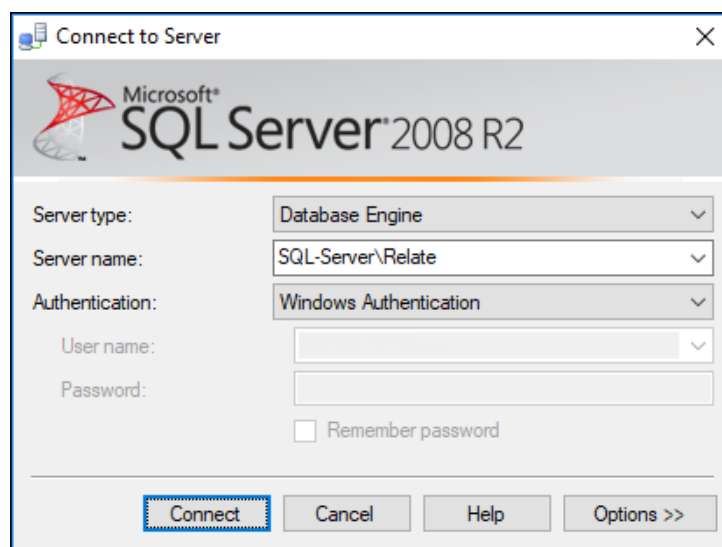 Connect to Server
Microsoft®
SQL Server® 2008 R2
Server type: Database Engine
Server name: SQL-Server\Relate
Authentication: Windows Authentication
User name:
Password:
Remember password
Connect Cancel Help Options >>